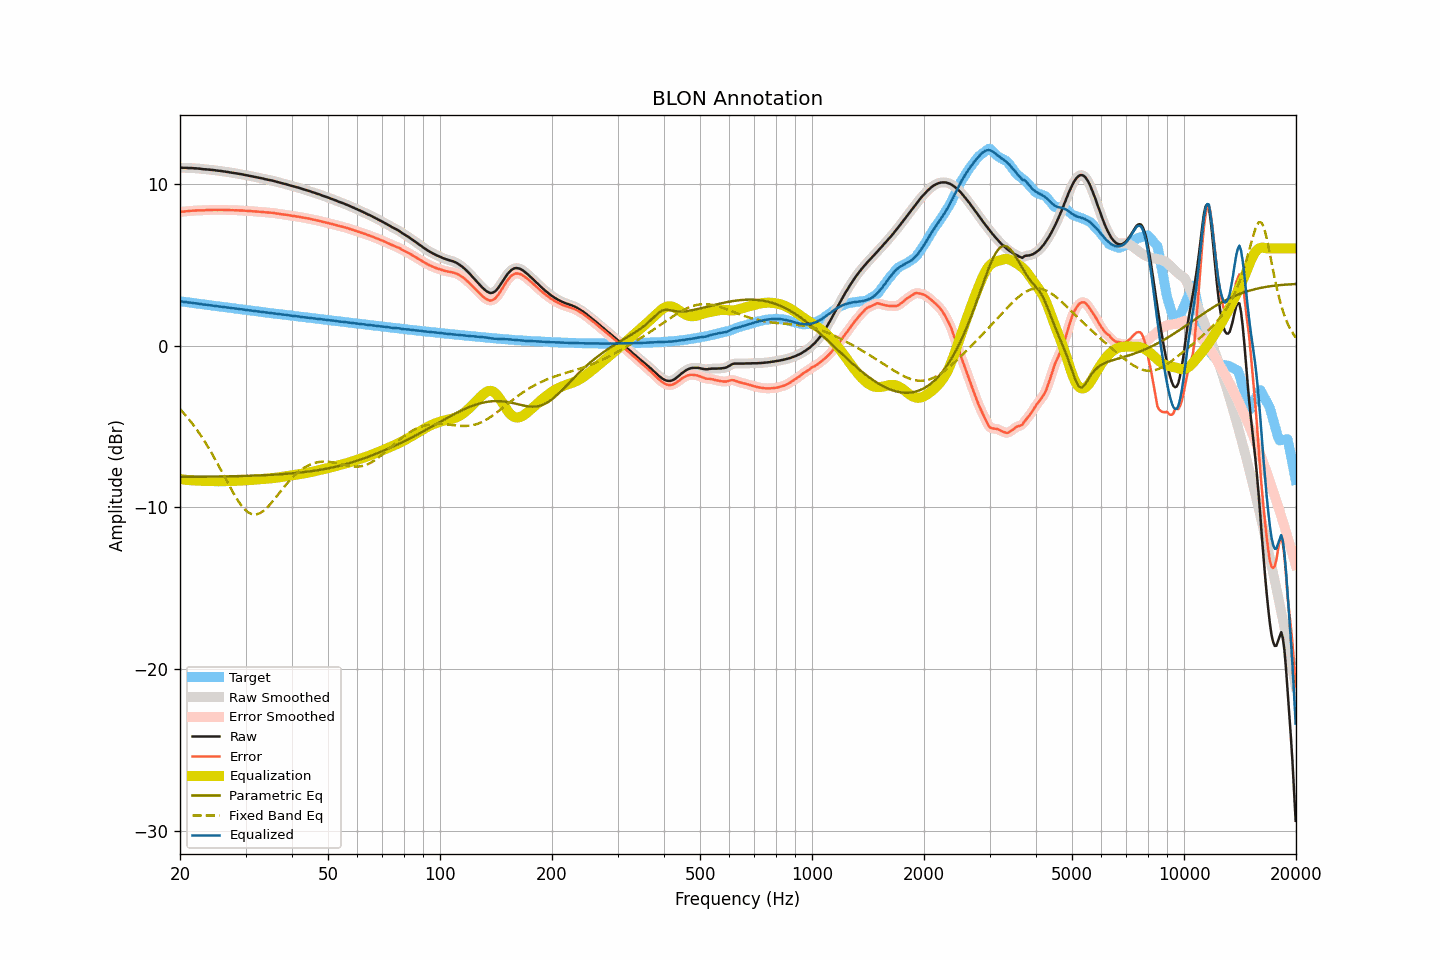 BLON Annotation
Amplitude (dBr)
10
0
−10
−20
−30
Target
Raw Smoothed
Error Smoothed
Raw
Error
Equalization
Parametric Eq
Fixed Band Eq
Equalized
20 50 100 200 500 1000 2000 5000 10000 20000
Frequency (Hz)